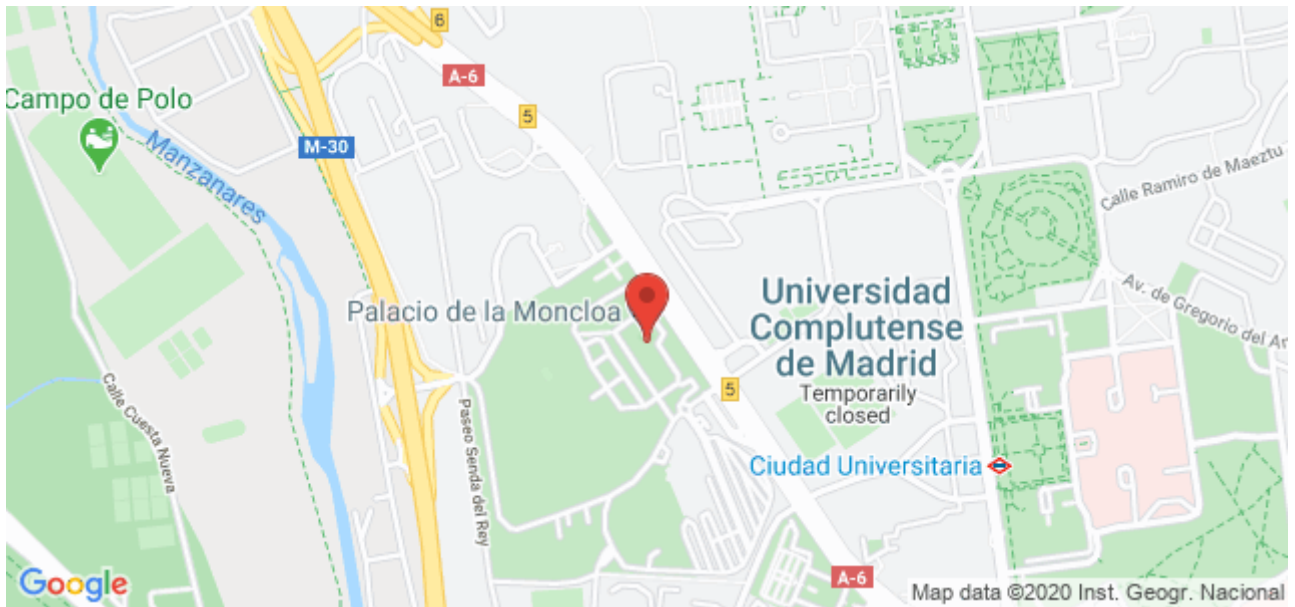 6
A-6
Campo de Polo
5
M-30
Manzanares
Calle Ramiro de Maeztu
Palacio de la Moncloa
Universidad
Complutense
de Madrid
Temporarily
closed
Av. de Gregorio del A
5
Calle Cuesta Nueva
Paseo Senda del Rey
Ciudad Universitaria
A-6
Google
Map data ©2020 Inst. Geogr. Nacional